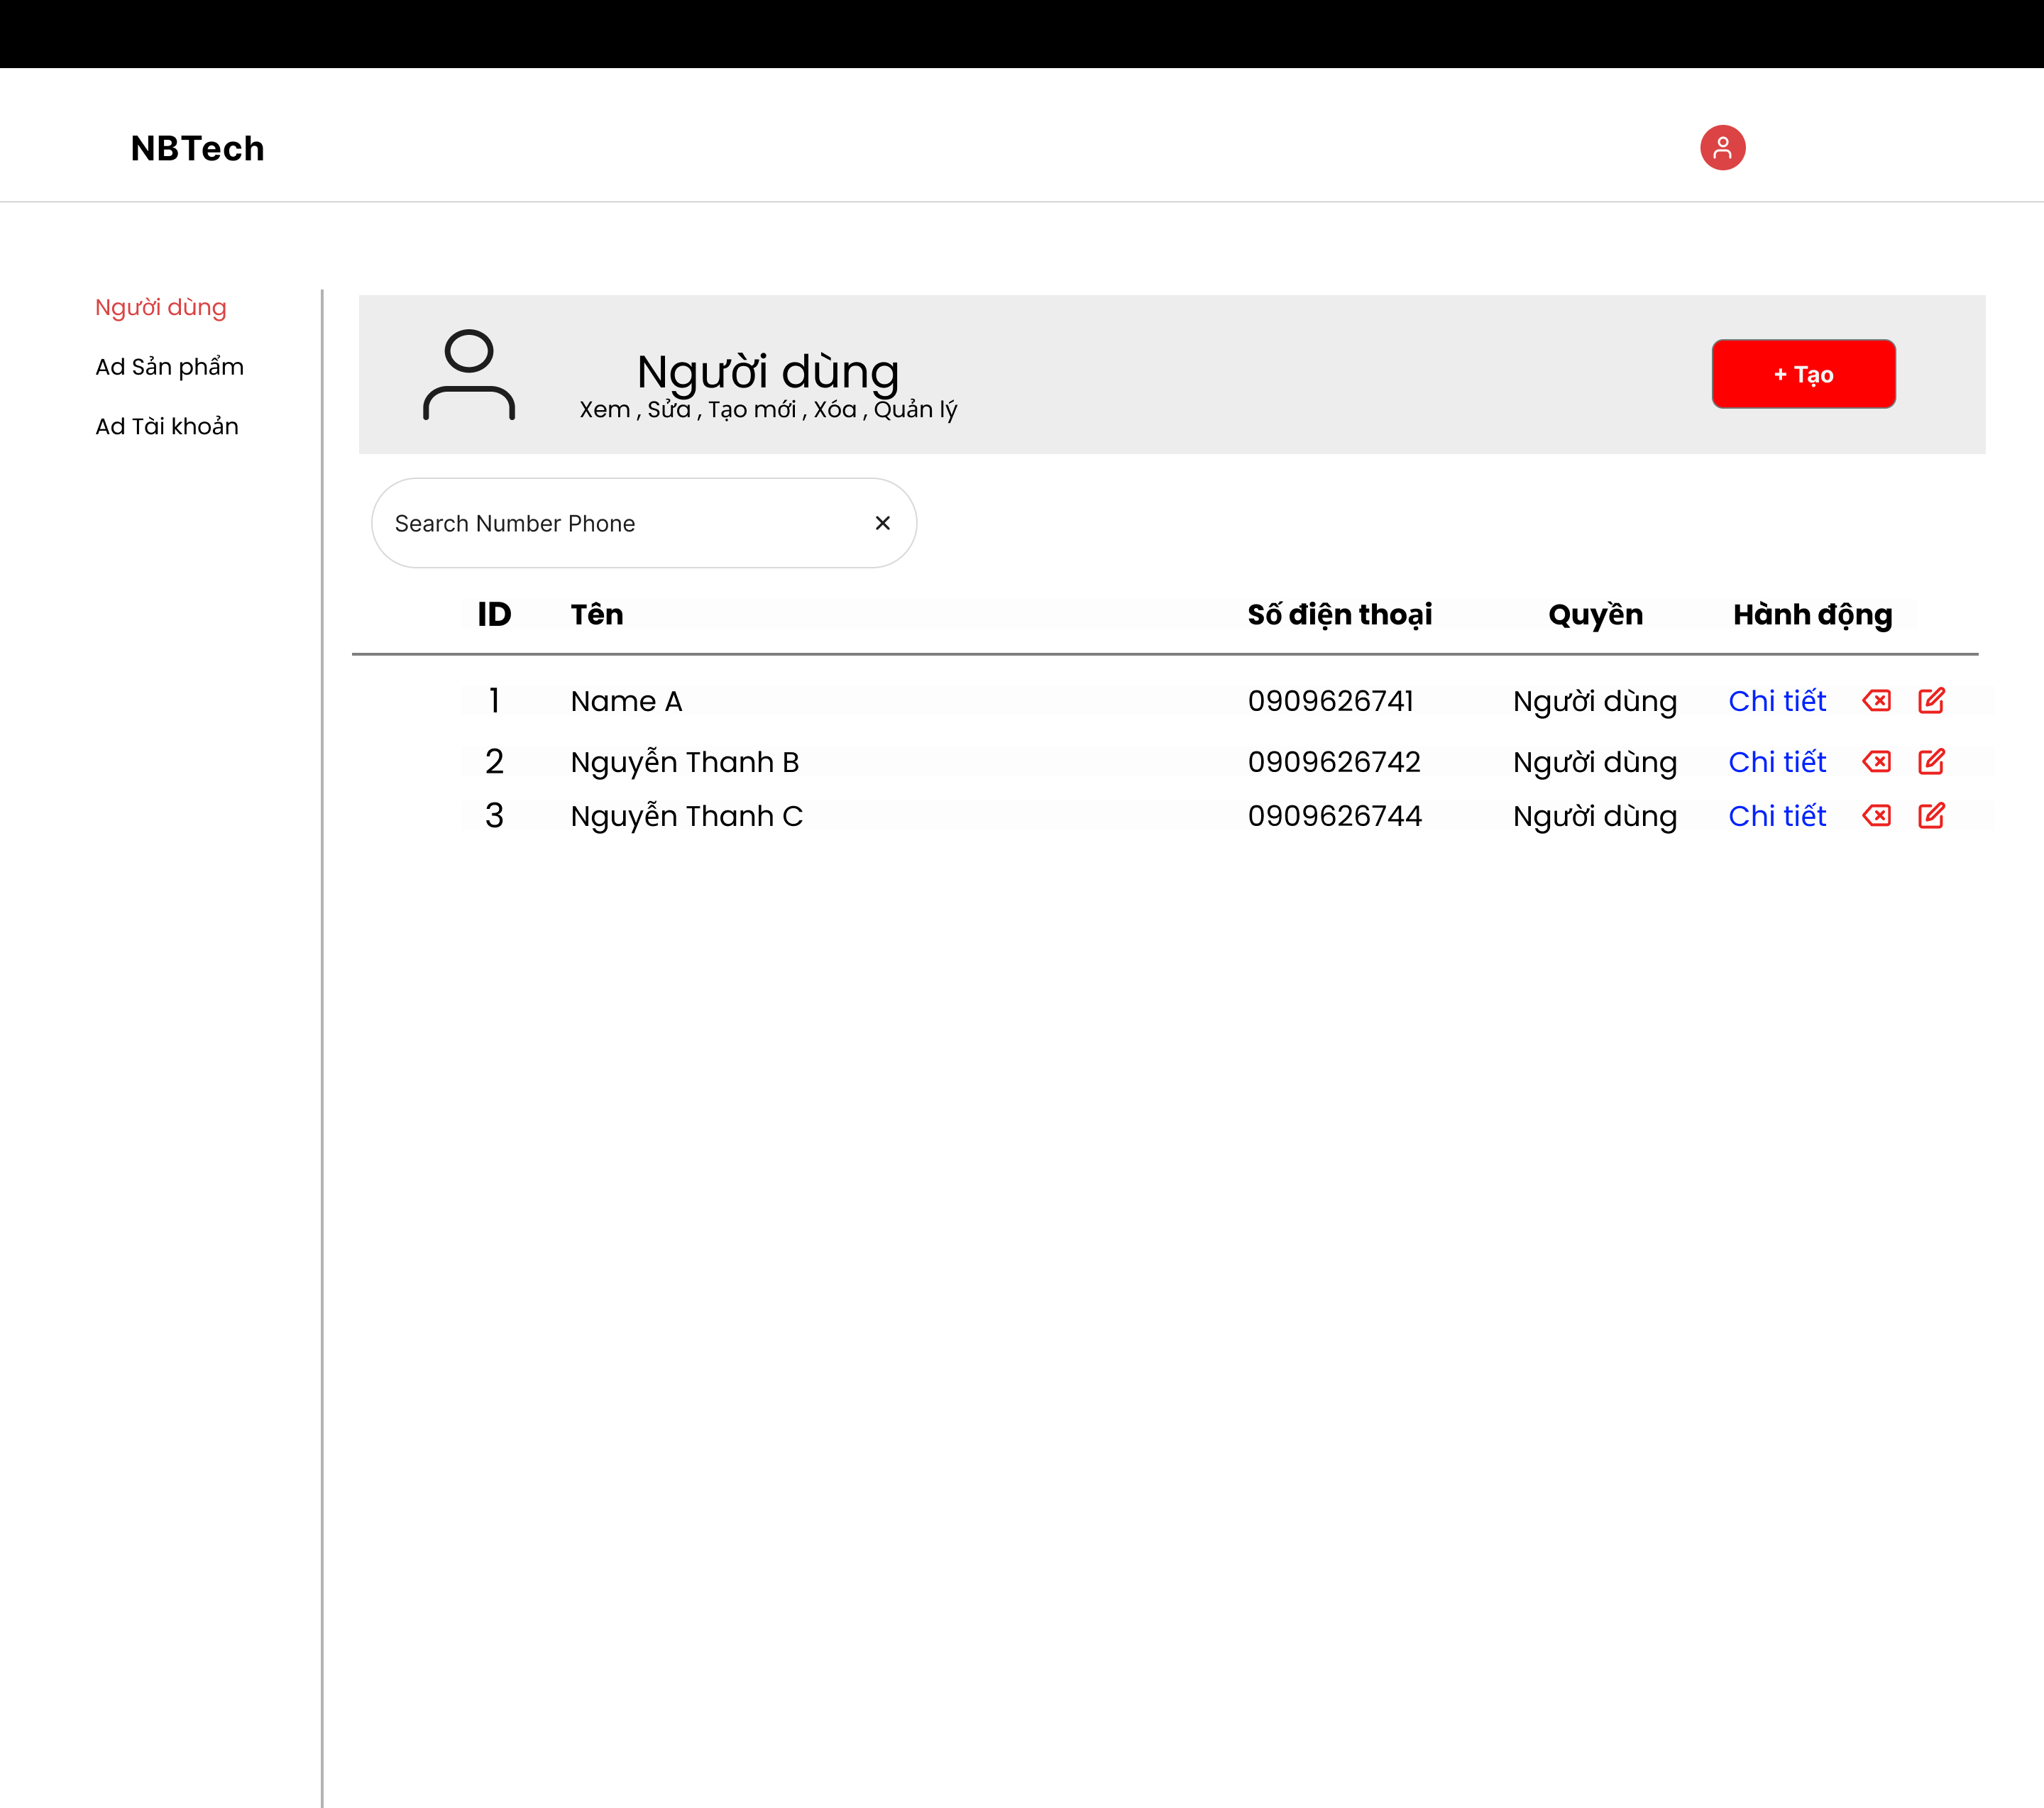 NBTech
Người dùng
Ad Sản phẩm
Ad Tài khoản
Người dùng
Xem , Sửa , Tạo mới , Xóa , Quản lý
+ Tạo
Search Number Phone
ID Tên Số điện thoại Quyền Hành động
1 Name A 0909626741 Người dùng Chi tiết
2 Nguyễn Thanh B 0909626742 Người dùng Chi tiết
3 Nguyễn Thanh C 0909626744 Người dùng Chi tiết